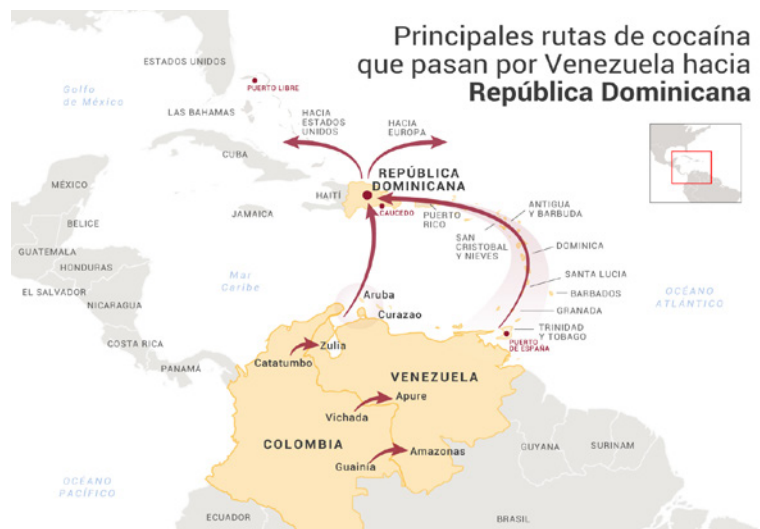 Principales rutas de cocaína
que pasan por Venezuela hacia
República Dominicana
ESTADOS UNIDOS
Golfo
de México
PUERTO LIBRE
LAS BAHAMAS
HACIA
ESTADOS
UNIDOS
HACIA
EUROPA
CUBA
MÉXICO
REPÚBLICA
DOMINICANA
HAITÍ
CAUCEDO
JAMAICA
PUERTO
RICO
ANTIGUA
Y BARBUDA
SAN
CRISTOBAL
Y NIEVES
BELICE
GUATEMALA
HONDURAS
DOMINICA
Mar
Caribe
SANTA LUCIA
EL SALVADOR
NICARAGUA
Aruba
BARBADOS
OCÉANO
ATLÁNTICO
Curazao
GRANADA
COSTA RICA
TRINIDAD
Y TOBAGO
PUERTO
DE ESPAÑA
Zulia
Catatumbo
PANAMÁ
VENEZUELA
Apure
Vichada
COLOMBIA
Amazonas
Guainía
GUYANA
SURINAM
OCÉANO
PACÍFICO
ECUADOR
BRASIL